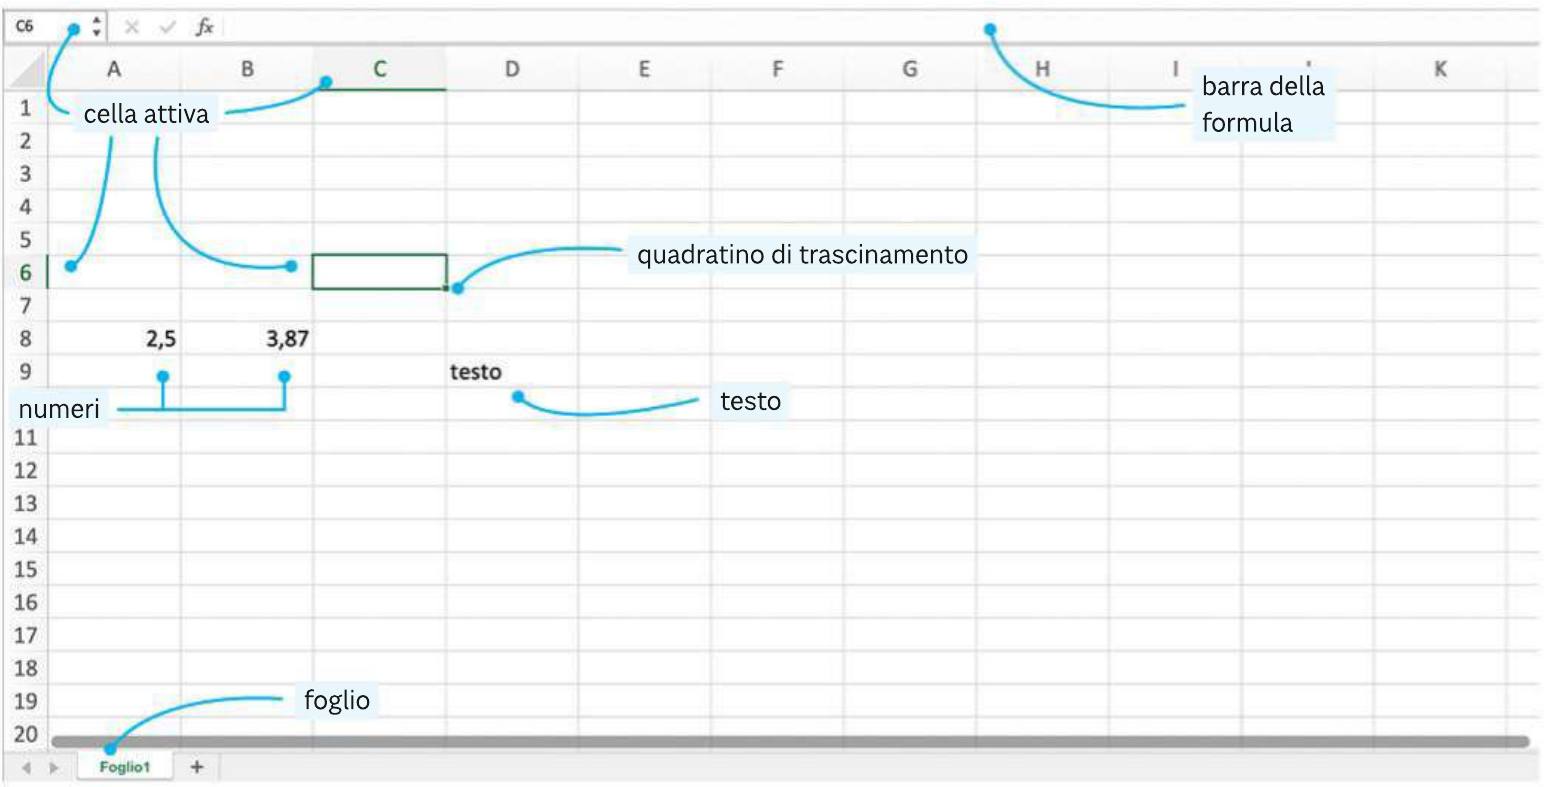 C6 fx
A B C D E F G H I K
barra della
formula
1
cella attiva
2
3
4
5
quadratino di trascinamento
6
7
8 2,5 3,87
9 testo
numeri
testo
11
12
13
14
15
16
17
18
19
foglio
20
Foglio1 +